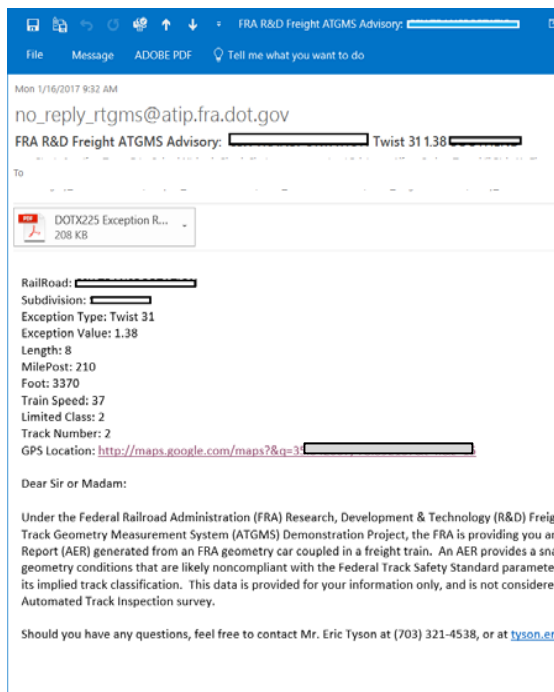 FRA R&D Freight ATGMS Advisory:
File Message ADOBE PDF Tell me what you want to do
Mon 1/16/2017 9:32 AM
no_reply_rtgms@atip.fra.dot.gov
FRA R&D Freight ATGMS Advisory: Twist 31 1.38
To
DOTX225 Exception R...
208 KB
RailRoad:
Subdivision:
Exception Type: Twist 31
Exception Value: 1.38
Length: 8
MilePost: 210
Foot: 3370
Train Speed: 37
Limited Class: 2
Track Number: 2
GPS Location: http://maps.google.com/maps?&q=3
Dear Sir or Madam:
Under the Federal Railroad Administration (FRA) Research, Development & Technology (R&D) Freig
Track Geometry Measurement System (ATGMS) Demonstration Project, the FRA is providing you a
Report (AER) generated from an FRA geometry car coupled in a freight train. An AER provides a sna
geometry conditions that are likely noncompliant with the Federal Track Safety Standard paramete
its implied track classification. This data is provided for your information only, and is not considere
Automated Track Inspection survey.
Should you have any questions, feel free to contact Mr. Eric Tyson at (703) 321-4538, or at tyson.er